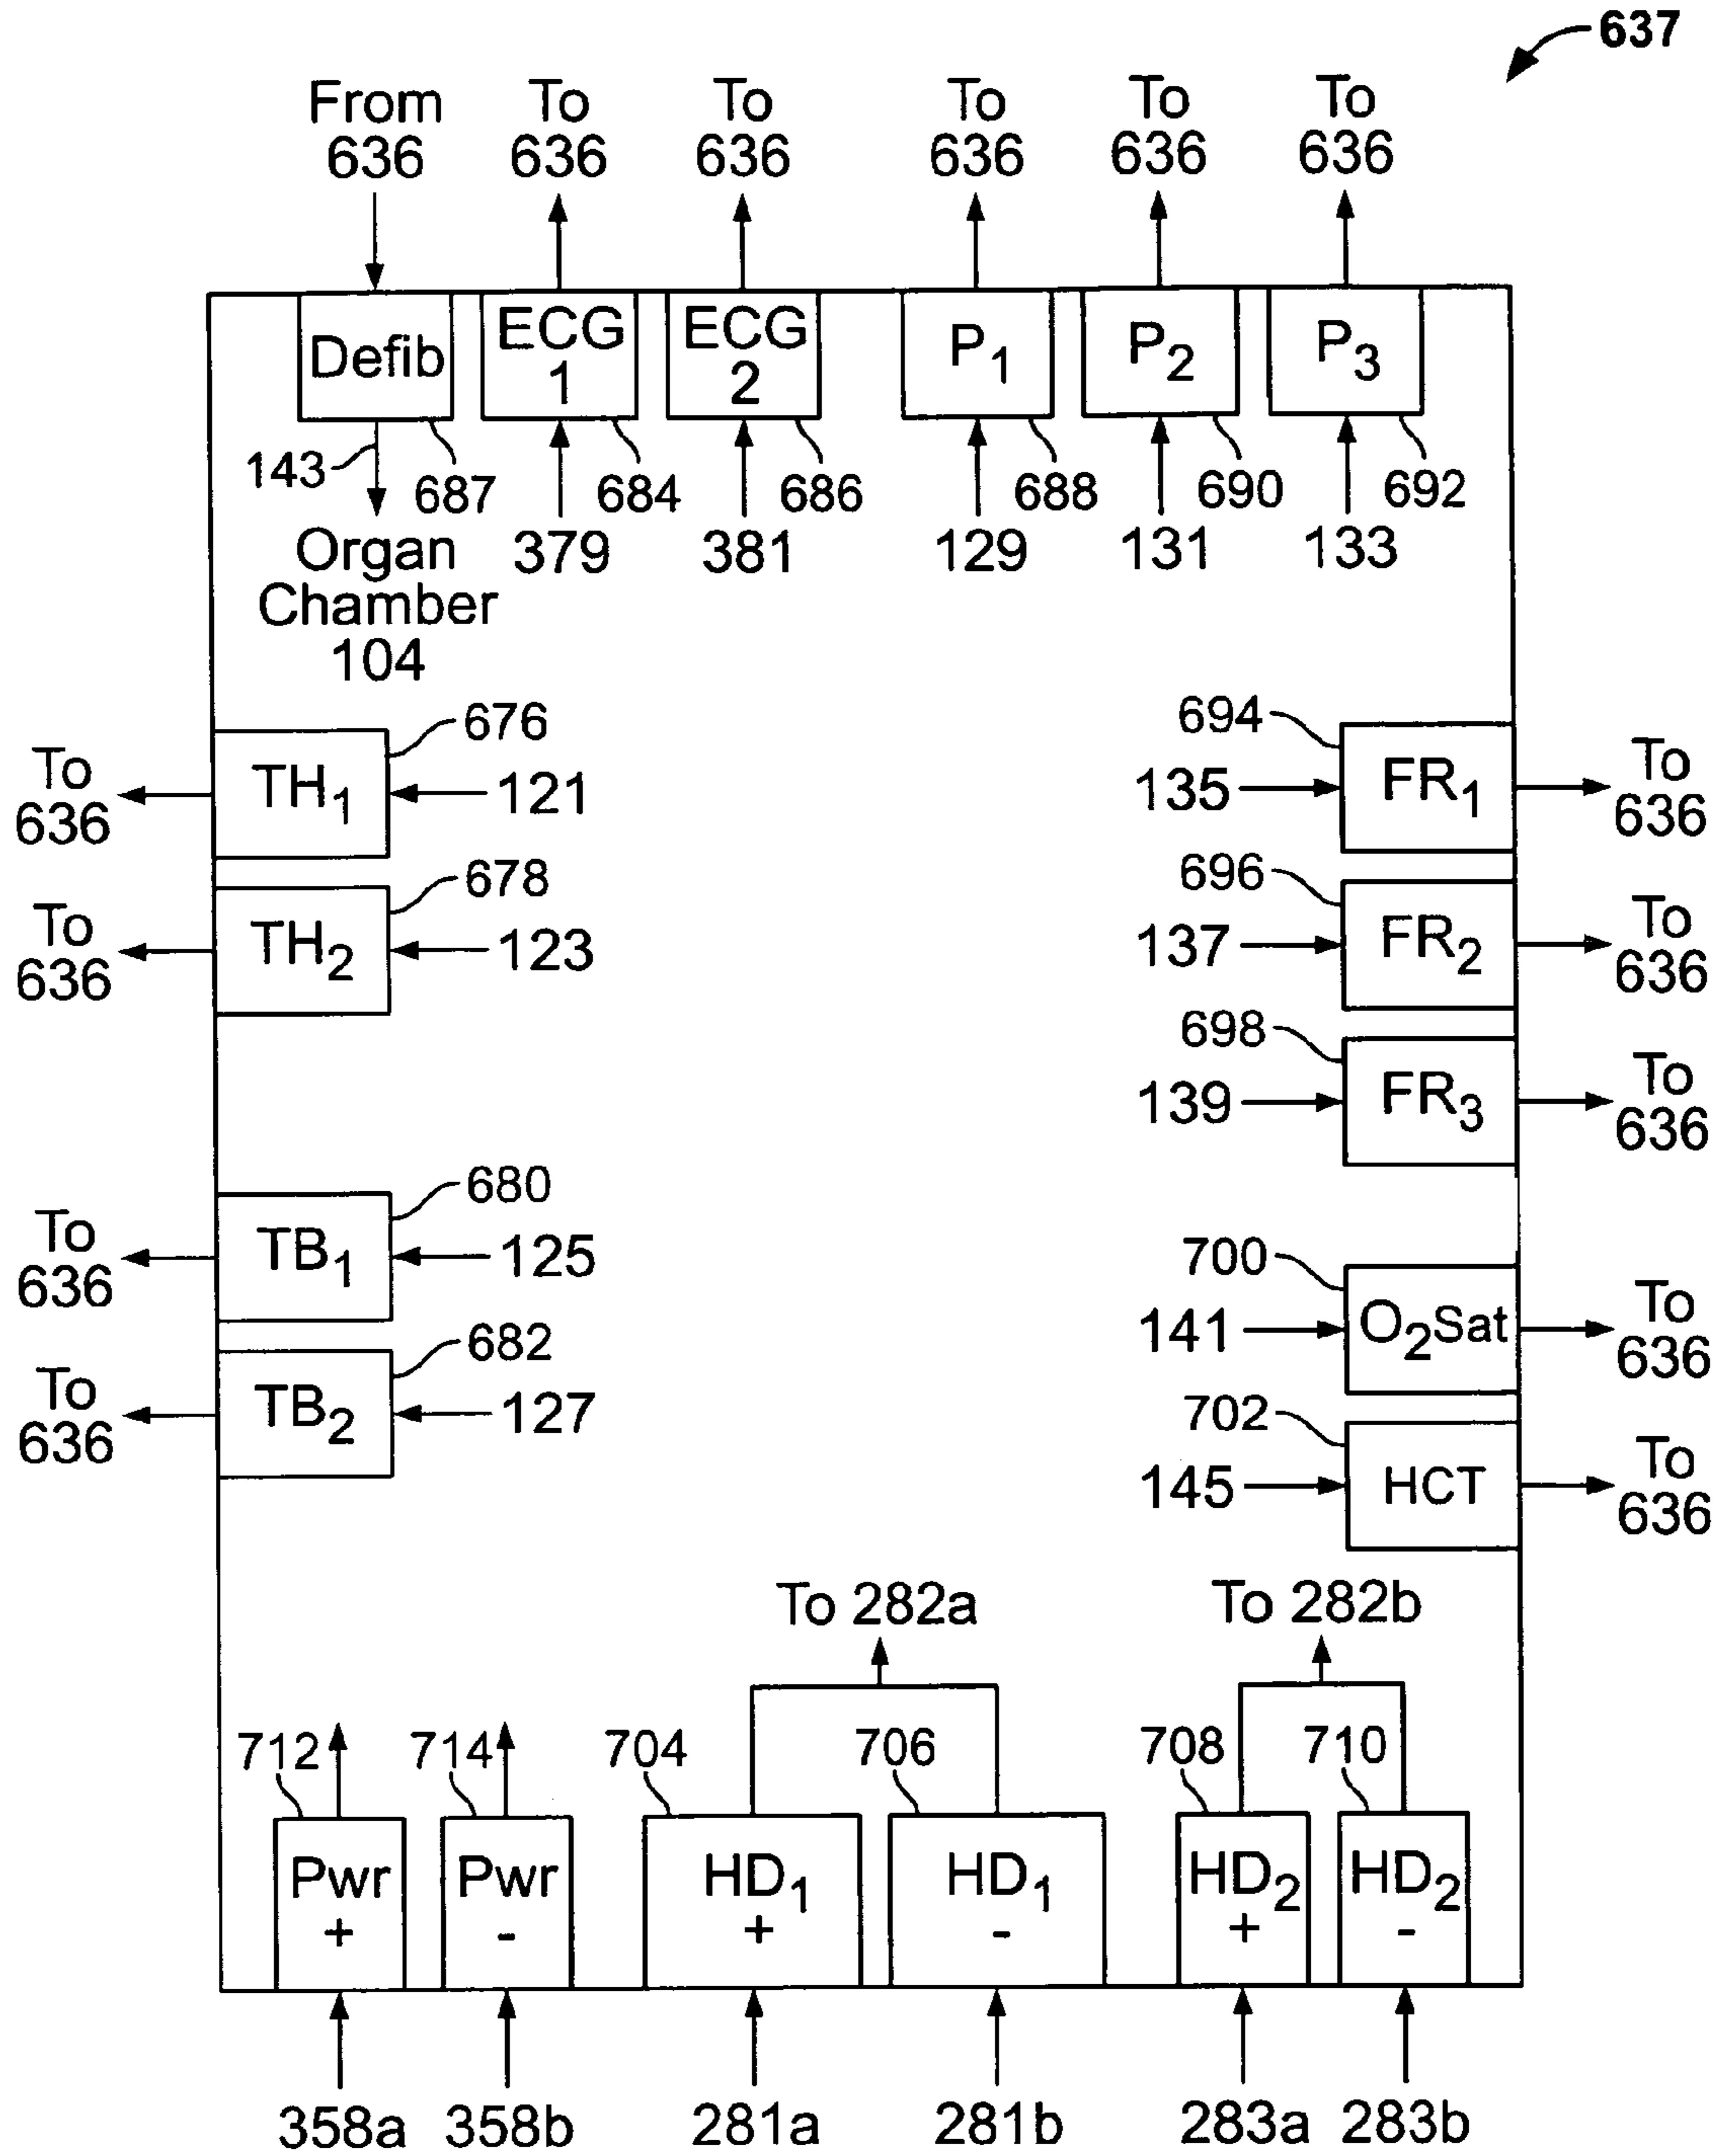 637
From To To To To To
636 636 636 636 636 636
Defib ECG 1 ECG 2 P1 P2 P3
143 687 684 686 688 690 692
Organ Chamber 104 379 381 129 131 133
676
To 636 TH1 121
678
To 636 TH2 123
680
To 636 TB1 125
682
To 636 TB2 127
694
135 FR1 To 636
696
137 FR2 To 636
698
139 FR3 To 636
700
141 O2Sat To 636
702
145 HCT To 636
To 282a To 282b
712 714 704 706 708 710
Pwr + Pwr - HD1 + HD1 - HD2 + HD2 -
358a 358b 281a 281b 283a 283b